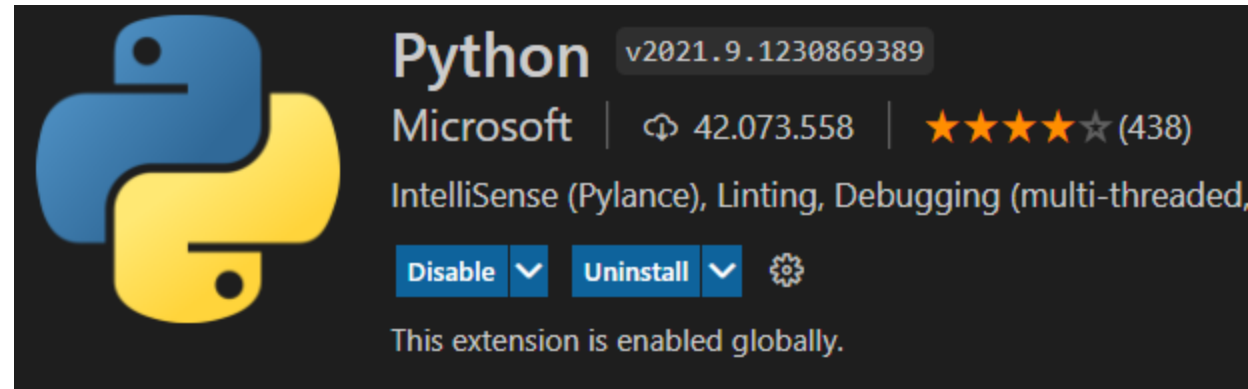 Python v2021.9.1230869389
Microsoft 42.073.558 (438)
IntelliSense (Pylance), Linting, Debugging (multi-threaded,
Disable Uninstall
This extension is enabled globally.